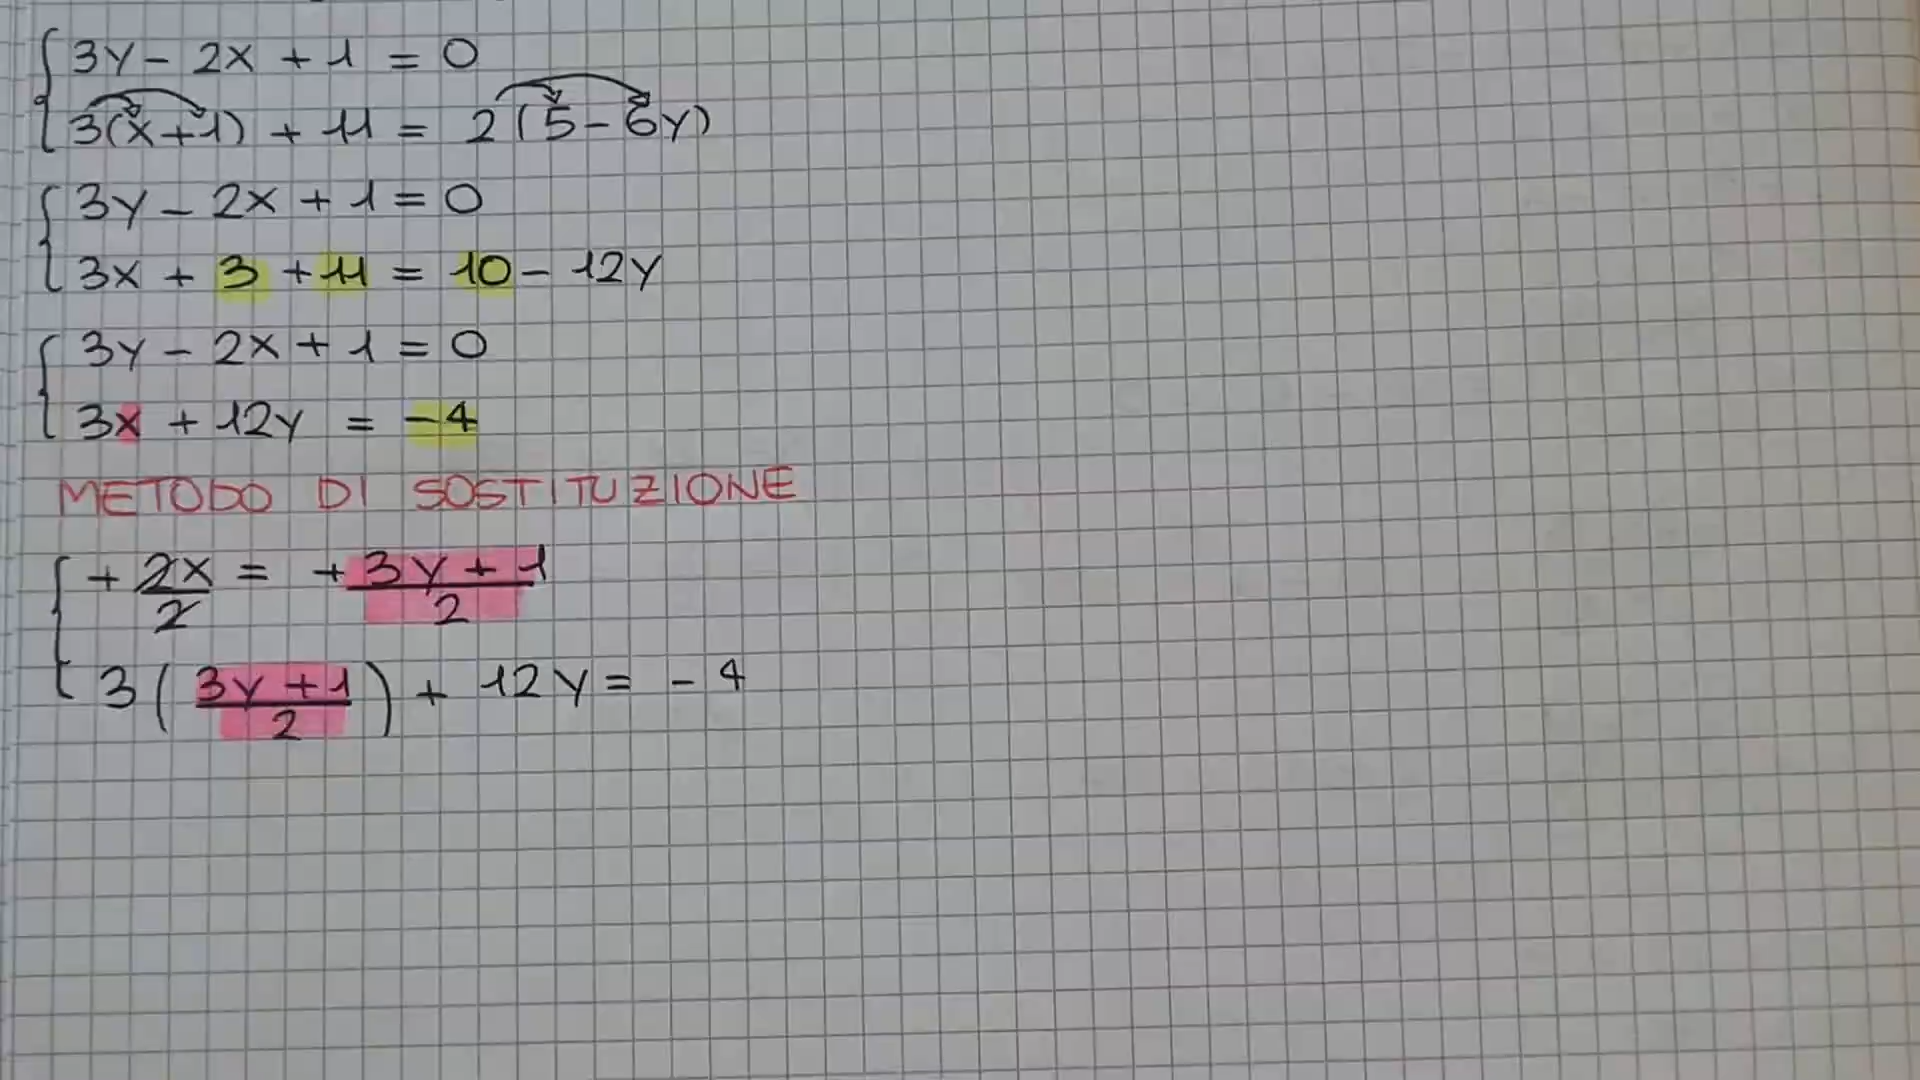 3y - 2x + 1 = 0
3(x+1) + 11 = 2(5 - 6y)
3y - 2x + 1 = 0
3x + 3 + 11 = 10 - 12y
3y - 2x + 1 = 0
3x + 12y = -4
METODO DI SOSTITUZIONE
+ 2x/2 = + 3y + 1/2
3(3y + 1/2) + 12y = - 4